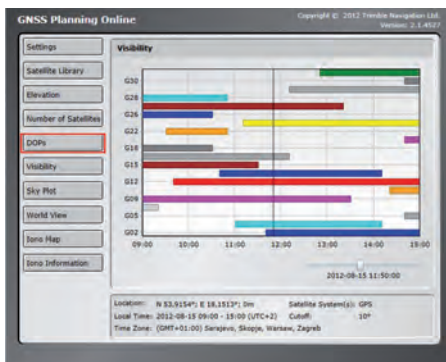 GNSS Planning Online
Copyright © 2012 Trimble Navigation Ltd.
Version: 2.1.4527
Settings
Satellite Library
Elevation
Number of Satellites
DOPs
Visibility
Sky Plot
World View
Iono Map
Iono Information
Visibility
G30
G28
G26
G22
G18
G15
G12
G09
G05
G02
09:00 10:00 11:00 12:00 13:00 14:00 15:00
2012-08-15 11:50:00
Location: N 53,9154°; E 18,1513°; 0m Satellite System(s): GPS
Local Time: 2012-08-15 09:00 - 15:00 (UTC+2) Cutoff: 10°
Time Zone: (GMT+01:00) Sarajevo, Skopje, Warsaw, Zagreb